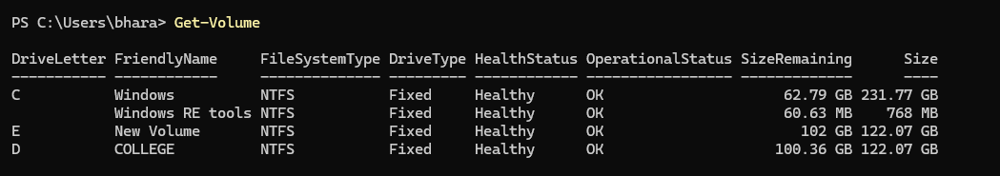 PS C:\Users\bhara> Get-Volume
DriveLetter FriendlyName     FileSystemType DriveType HealthStatus OperationalStatus SizeRemaining      Size
----------- ------------     -------------- --------- ------------ ----------------- -------------      ----
C           Windows          NTFS           Fixed     Healthy      OK                     62.79 GB 231.77 GB
            Windows RE tools NTFS           Fixed     Healthy      OK                     60.63 MB    768 MB
E           New Volume       NTFS           Fixed     Healthy      OK                       102 GB 122.07 GB
D           COLLEGE          NTFS           Fixed     Healthy      OK                    100.36 GB 122.07 GB